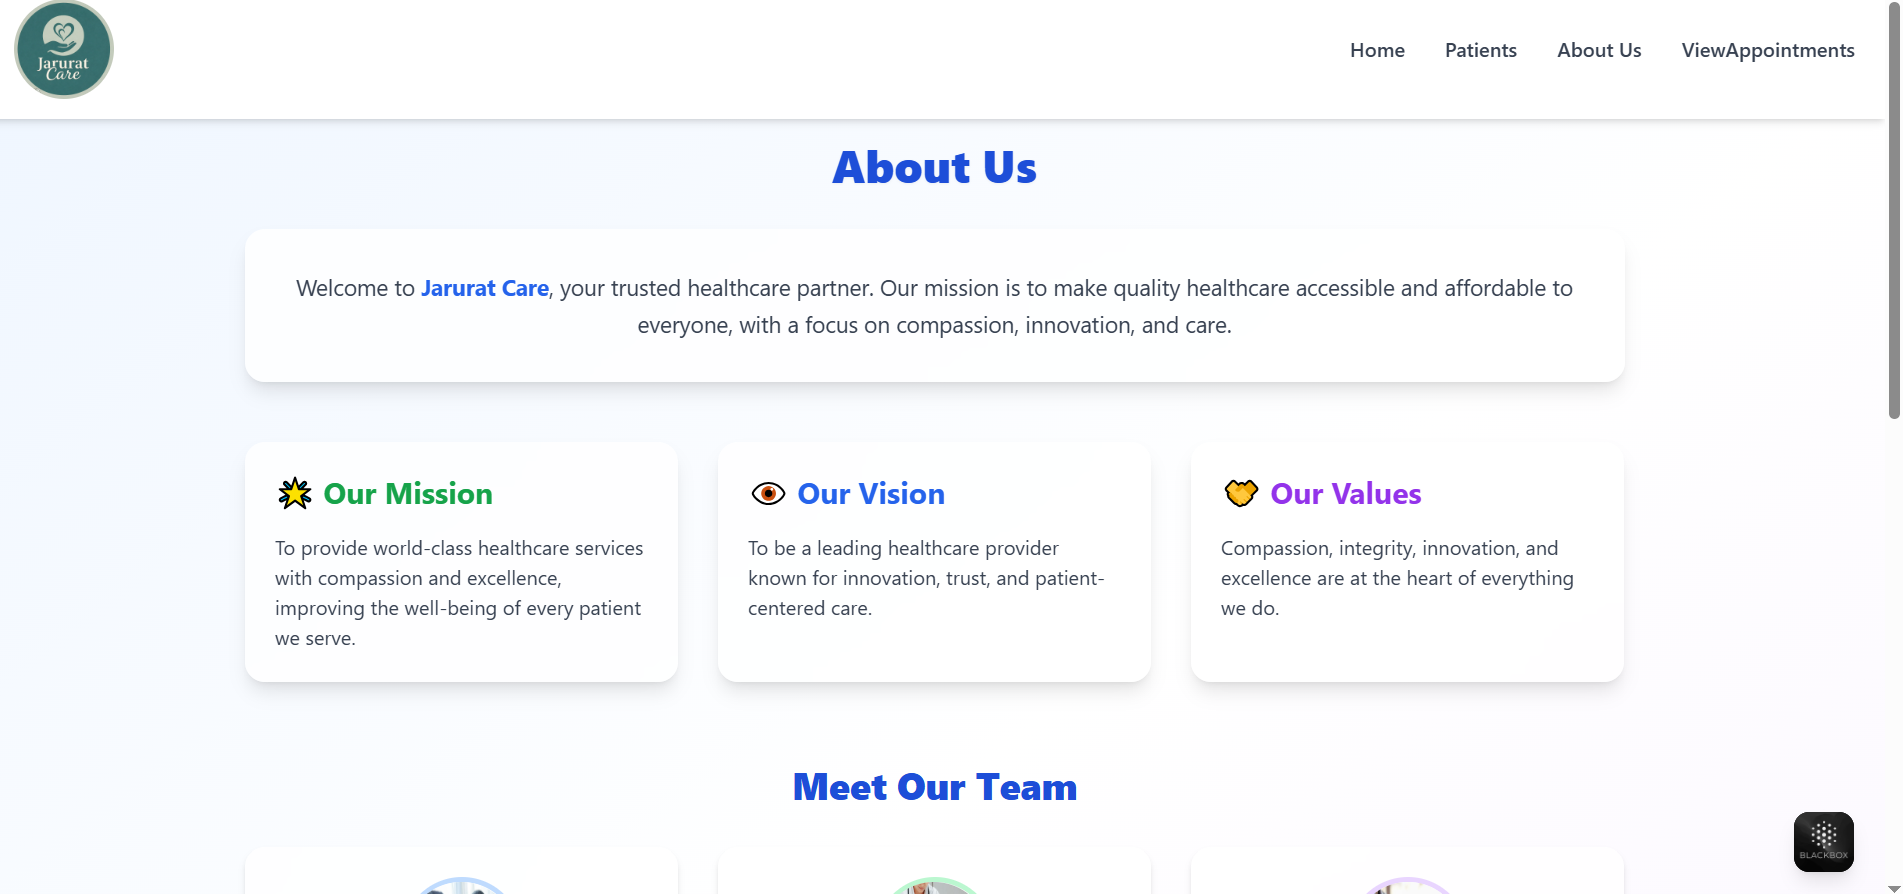 Jarurat
Care
Home
Patients
About Us
ViewAppointments
About Us
Welcome to Jarurat Care, your trusted healthcare partner. Our mission is to make quality healthcare accessible and affordable to
everyone, with a focus on compassion, innovation, and care.
Our Mission
To provide world-class healthcare services
with compassion and excellence,
improving the well-being of every patient
we serve.
Our Vision
To be a leading healthcare provider
known for innovation, trust, and patient-
centered care.
Our Values
Compassion, integrity, innovation, and
excellence are at the heart of everything
we do.
Meet Our Team
BLACKBOX